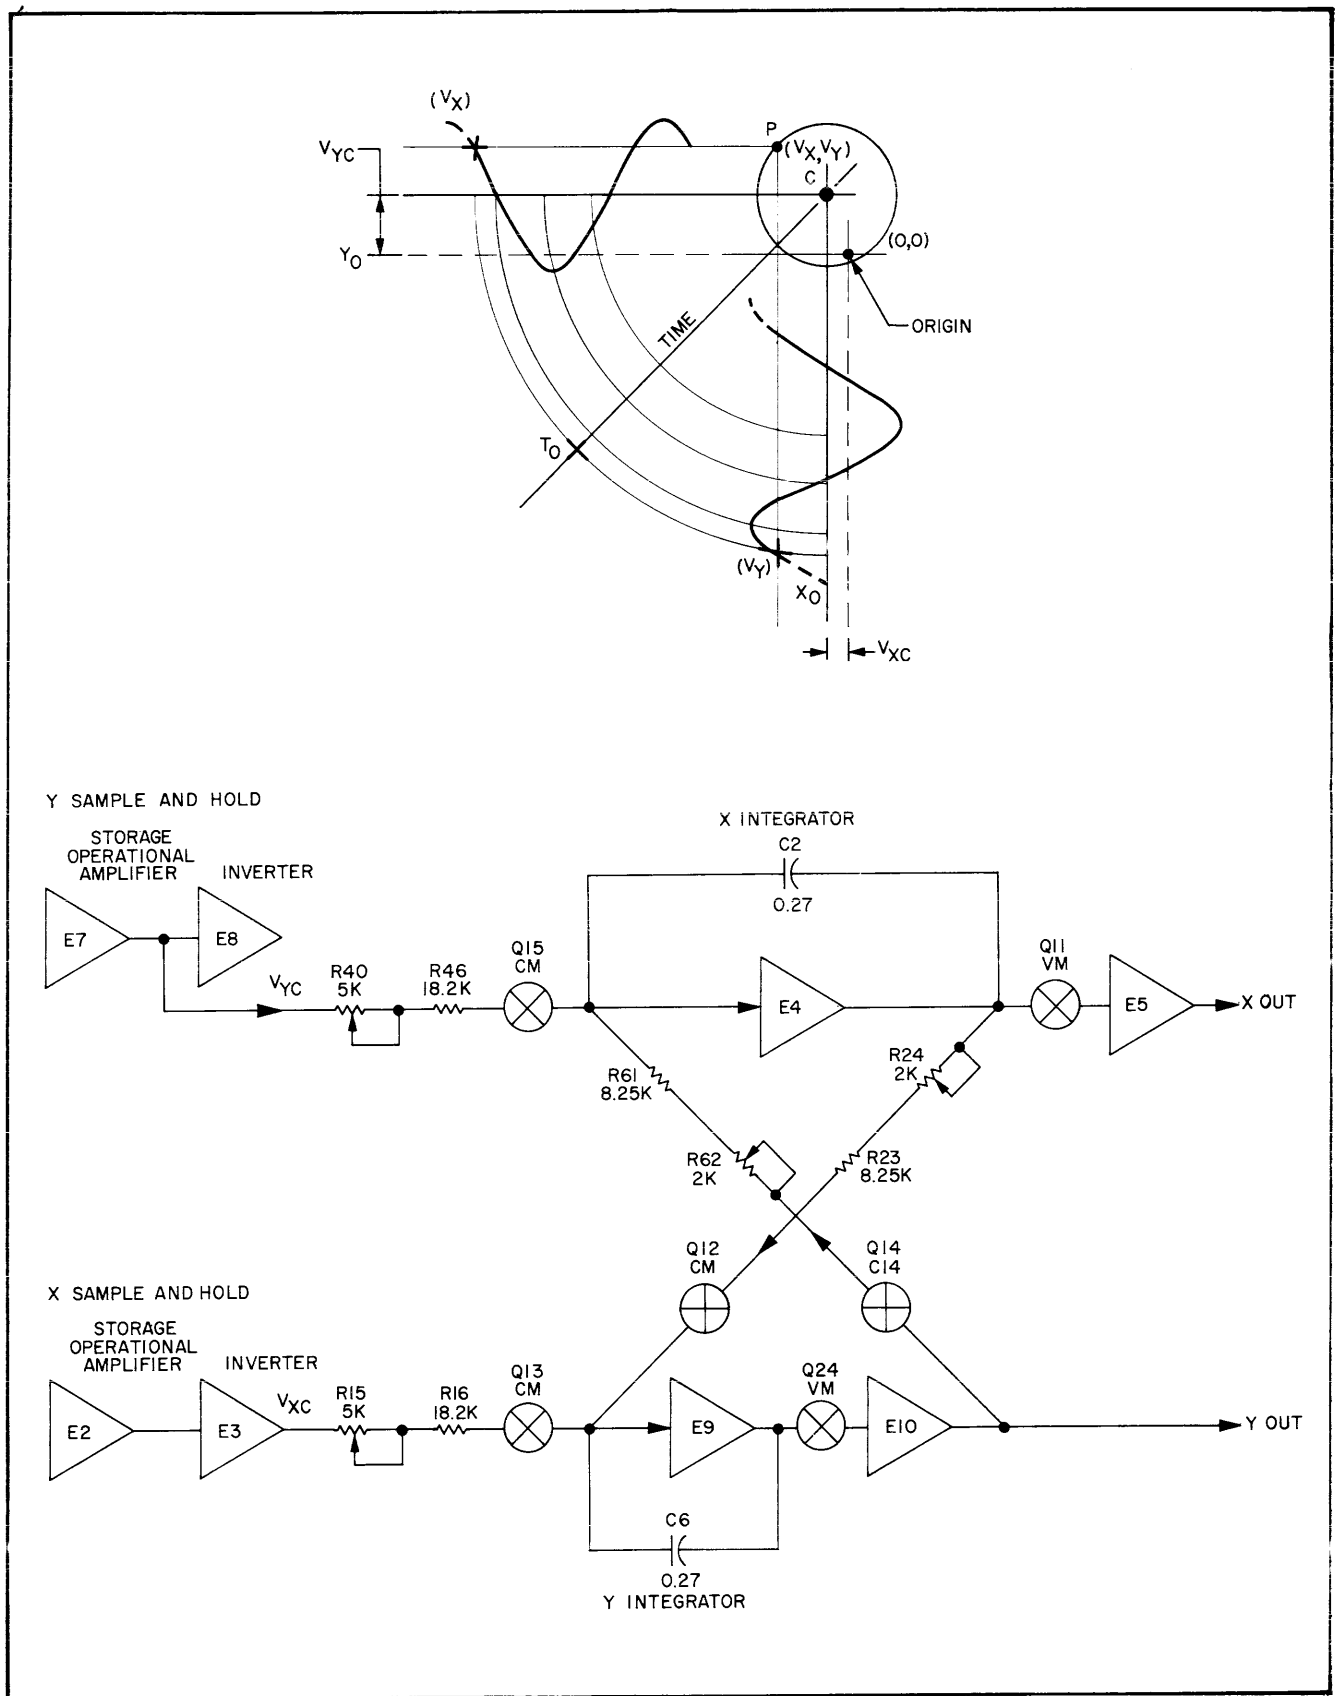 (VX)
P
VYC
(VX,VY)
C
(0,0)
YO
ORIGIN
TIME
TO
(VY)
XO
VXC
Y SAMPLE AND HOLD
X INTEGRATOR
STORAGE
OPERATIONAL
AMPLIFIER
INVERTER
C2
0.27
E7
E8
Q15
CM
Q11
VM
VYC
R40
5K
R46
18.2K
E4
E5
X OUT
R61
8.25K
R24
2K
R62
2K
R23
8.25K
Q12
CM
Q14
C14
X SAMPLE AND HOLD
STORAGE
OPERATIONAL
AMPLIFIER
INVERTER
E2
E3
VXC
R15
5K
R16
18.2K
Q13
CM
Q24
VM
E9
E10
Y OUT
C6
0.27
Y INTEGRATOR